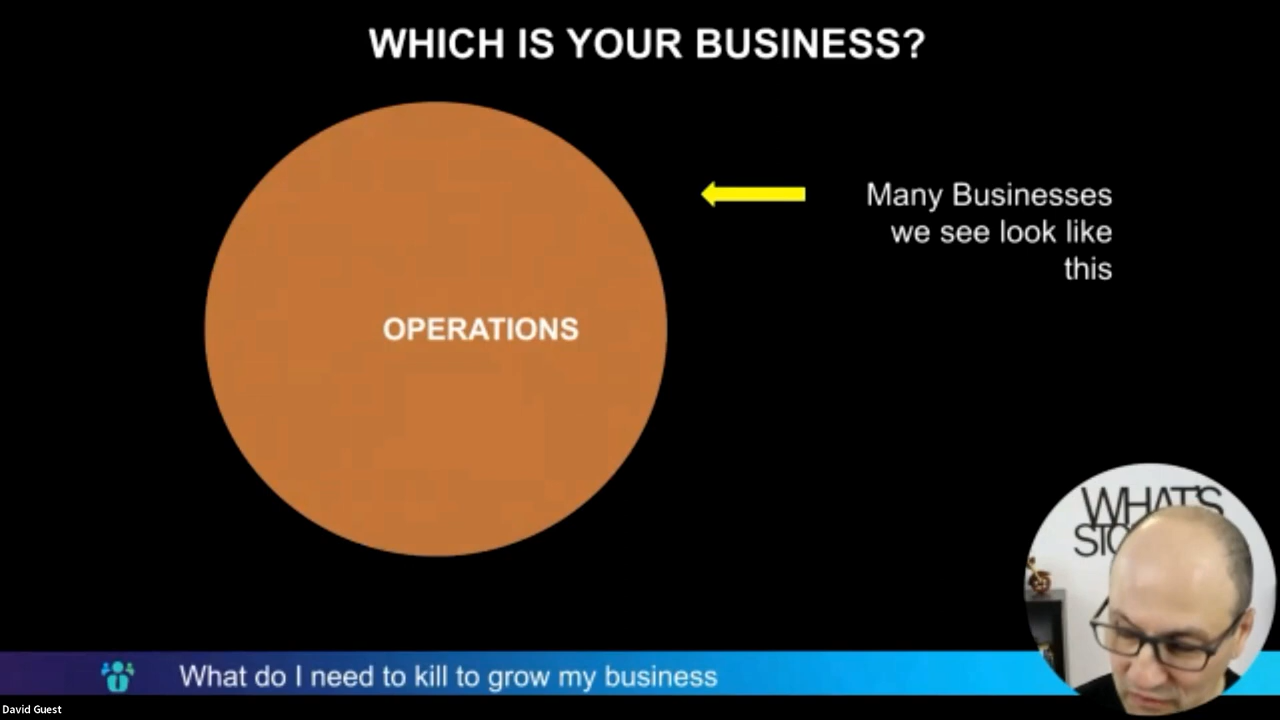 WHICH IS YOUR BUSINESS?
Many Businesses
we see look like
this
OPERATIONS
WHAT'S
What do I need to kill to grow my business
David Guest